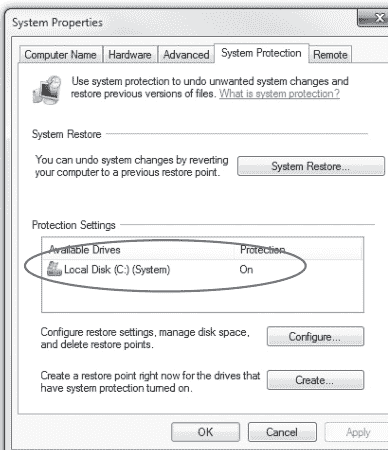 System Properties
Computer Name Hardware Advanced System Protection Remote
Use system protection to undo unwanted system changes and
restore previous versions of files. What is system protection?
System Restore
You can undo system changes by reverting
your computer to a previous restore point.
System Restore...
Protection Settings
Available Drives Protection
Local Disk (C:) (System) On
Configure restore settings, manage disk space,
and delete restore points.
Configure...
Create a restore point right now for the drives that
have system protection turned on.
Create...
OK Cancel Apply